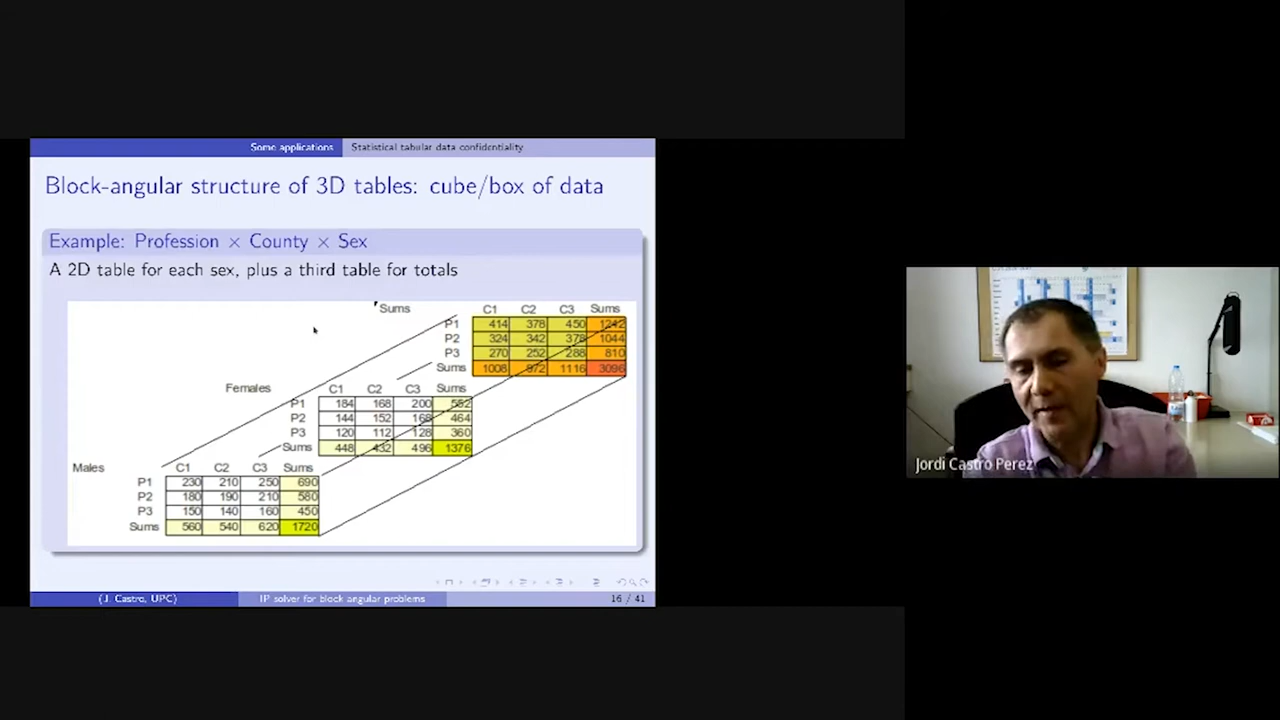 Some applications Statistical tabular data confidentiality
Block-angular structure of 3D tables: cube/box of data
Example: Profession × County × Sex
A 2D table for each sex, plus a third table for totals
Sums C1 C2 C3 Sums
P1 414 378 450 1242
P2 324 342 378 1044
P3 270 252 288 810
Sums 1008 972 1116 3096
Females C1 C2 C3 Sums
P1 184 168 200 552
P2 144 152 168 464
P3 120 112 128 360
Sums 448 432 496 1376
Males C1 C2 C3 Sums
P1 230 210 250 690
P2 180 190 210 580
P3 150 140 160 450
Sums 560 540 620 1720
(J. Castro, UPC) IP solver for block angular problems 16 / 41
Jordi Castro Perez